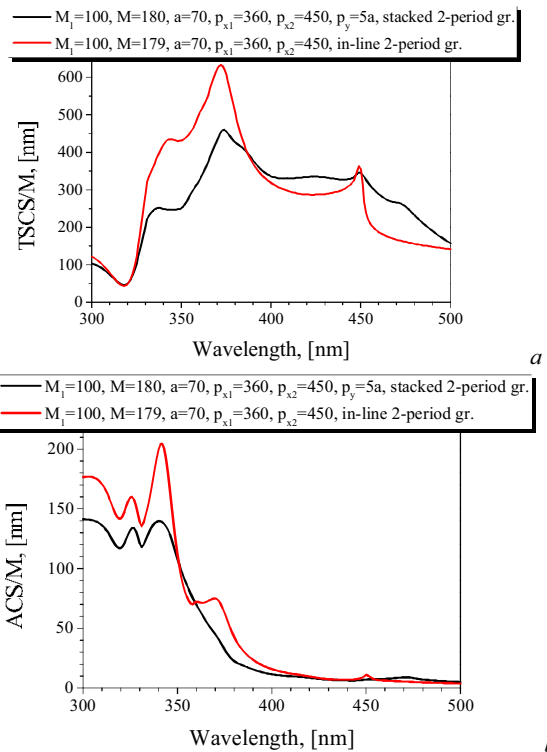 M₁=100, M=180, a=70, pₓ₁=360, pₓ₂=450, p_y=5a, stacked 2-period gr.
M₁=100, M=179, a=70, pₓ₁=360, pₓ₂=450, in-line 2-period gr.
600
500
400
300
200
100
0
TSCS/M, [nm]
300 350 400 450 500
Wavelength, [nm]
a
M₁=100, M=180, a=70, pₓ₁=360, pₓ₂=450, p_y=5a, stacked 2-period gr.
M₁=100, M=179, a=70, pₓ₁=360, pₓ₂=450, in-line 2-period gr.
200
150
100
50
0
ACS/M, [nm]
300 350 400 450 500
Wavelength, [nm]